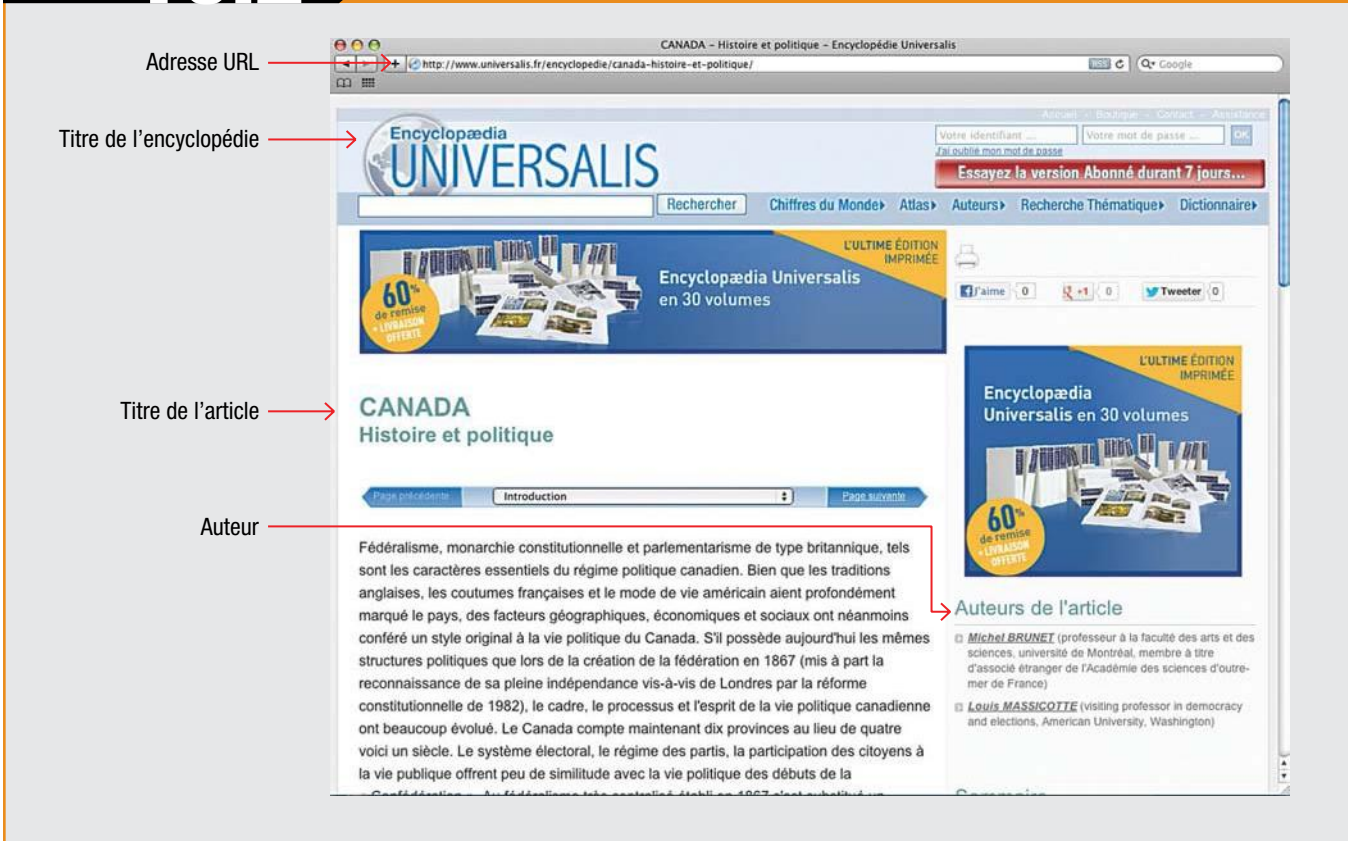 Adresse URL
Titre de l'encyclopédie
Titre de l'article
Auteur
CANADA – Histoire et politique – Encyclopédie Universalis
http://www.universalis.fr/encyclopedie/canada-histoire-et-politique/
RSS
Google
Accueil - Boutique - Contact - Assistance
Encyclopædia
UNIVERSALIS
Votre identifiant ...
Votre mot de passe ...
OK
J'ai oublié mon mot de passe
Essayez la version Abonné durant 7 jours...
Rechercher
Chiffres du Monde Atlas Auteurs Recherche Thématique Dictionnaire
L'ULTIME ÉDITION
IMPRIMÉE
Encyclopædia Universalis
en 30 volumes
60%
de remise
+ LIVRAISON
OFFERTE
J'aime 0
+1 0
Tweeter 0
L'ULTIME ÉDITION
IMPRIMÉE
Encyclopædia
Universalis en 30 volumes
60%
de remise
+ LIVRAISON
OFFERTE
CANADA
Histoire et politique
Page précédente
Introduction
Page suivante
Fédéralisme, monarchie constitutionnelle et parlementarisme de type britannique, tels
sont les caractères essentiels du régime politique canadien. Bien que les traditions
anglaises, les coutumes françaises et le mode de vie américain aient profondément
marqué le pays, des facteurs géographiques, économiques et sociaux ont néanmoins
conféré un style original à la vie politique du Canada. S'il possède aujourd'hui les mêmes
structures politiques que lors de la création de la fédération en 1867 (mis à part la
reconnaissance de sa pleine indépendance vis-à-vis de Londres par la réforme
constitutionnelle de 1982), le cadre, le processus et l'esprit de la vie politique canadienne
ont beaucoup évolué. Le Canada compte maintenant dix provinces au lieu de quatre
voici un siècle. Le système électoral, le régime des partis, la participation des citoyens à
la vie publique offrent peu de similitude avec la vie politique des débuts de la
Auteurs de l'article
Michel BRUNET (professeur à la faculté des arts et des
sciences, université de Montréal, membre à titre
d'associé étranger de l'Académie des sciences d'outre-
mer de France)
Louis MASSICOTTE (visiting professor in democracy
and elections, American University, Washington)